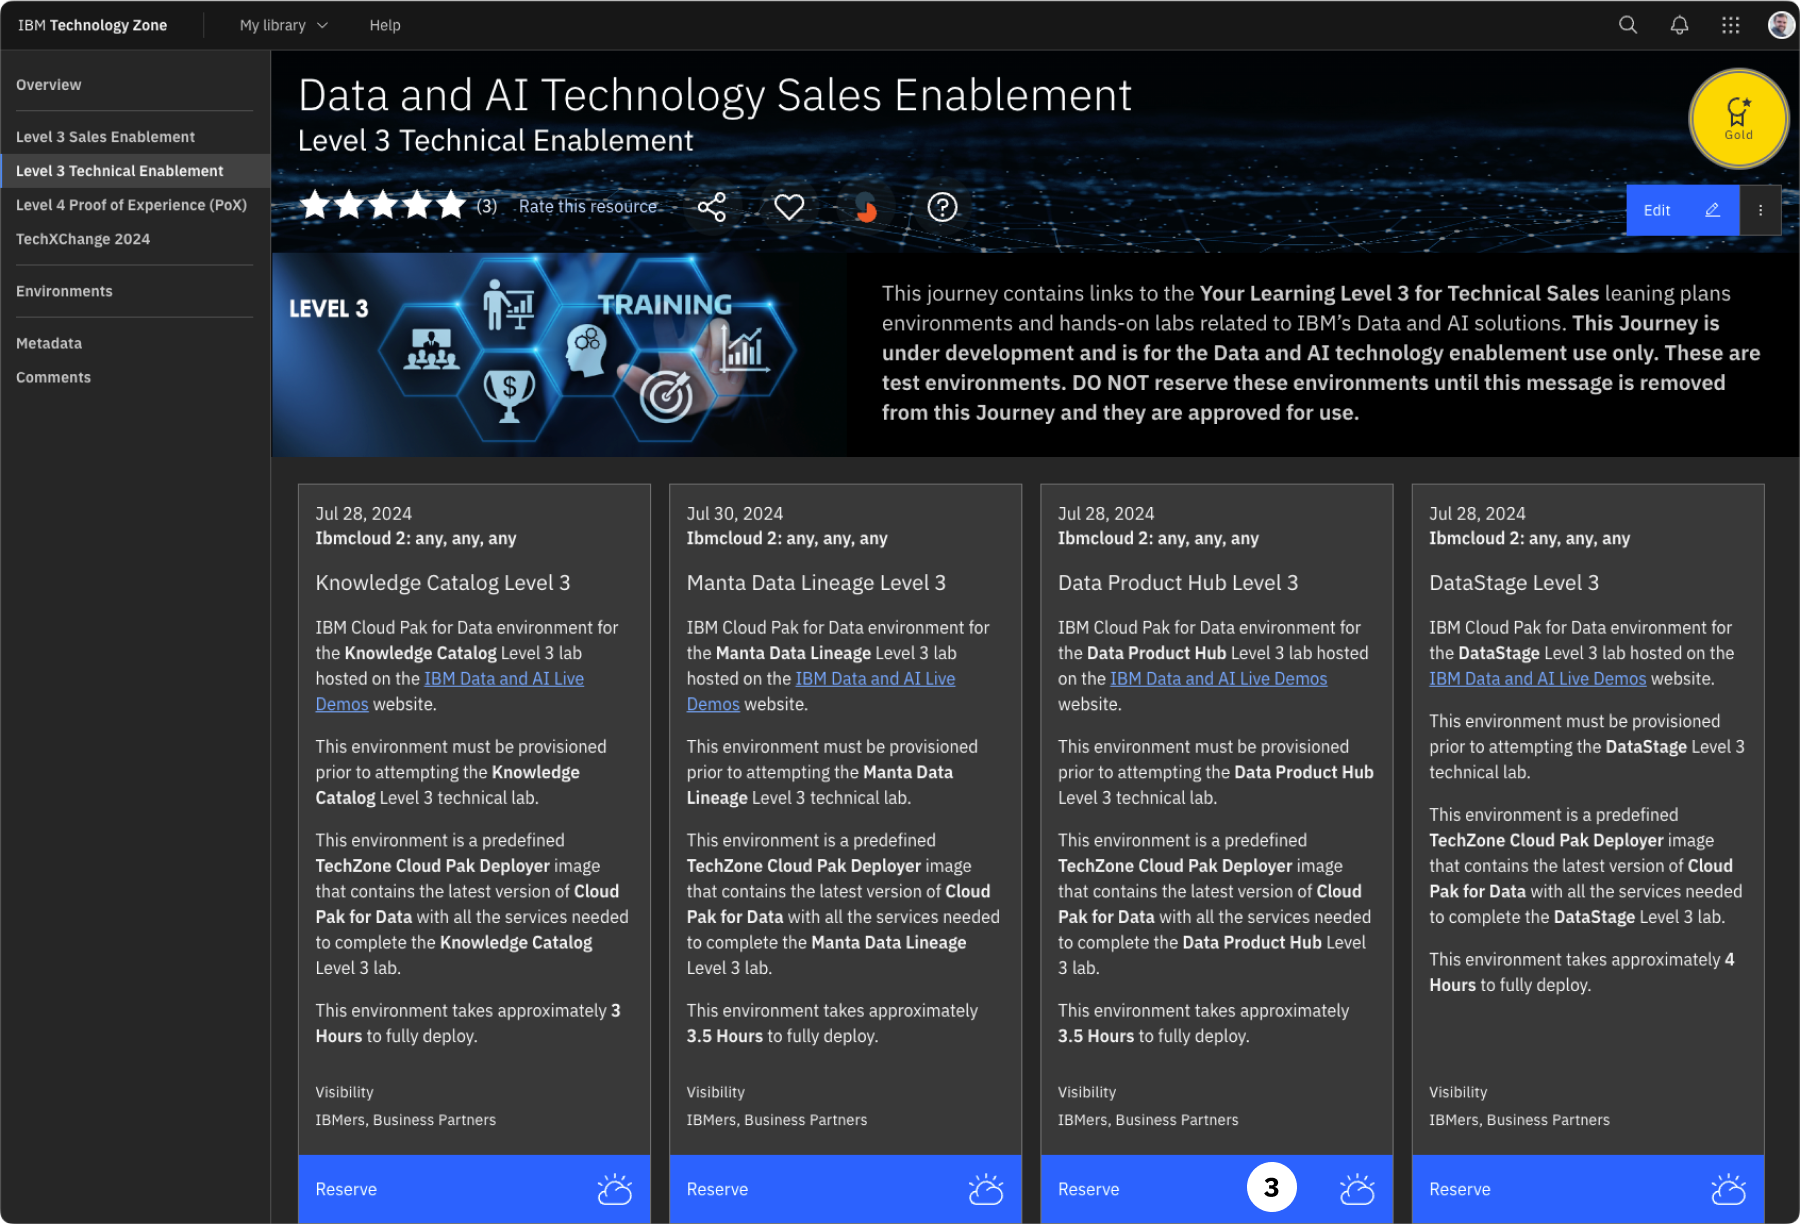 IBM Technology Zone
My library
Help
Overview
Level 3 Sales Enablement
Level 3 Technical Enablement
Level 4 Proof of Experience (PoX)
TechXChange 2024
Environments
Metadata
Comments
Data and AI Technology Sales Enablement
Level 3 Technical Enablement
(3) Rate this resource
Gold
Edit
LEVEL 3
TRAINING
$
This journey contains links to the Your Learning Level 3 for Technical Sales leaning plans
environments and hands-on labs related to IBM's Data and AI solutions. This Journey is
under development and is for the Data and AI technology enablement use only. These are
test environments. DO NOT reserve these environments until this message is removed
from this Journey and they are approved for use.
Jul 28, 2024
Ibmcloud 2: any, any, any
Knowledge Catalog Level 3
IBM Cloud Pak for Data environment for
the Knowledge Catalog Level 3 lab
hosted on the IBM Data and AI Live
Demos website.
This environment must be provisioned
prior to attempting the Knowledge
Catalog Level 3 technical lab.
This environment is a predefined
TechZone Cloud Pak Deployer image
that contains the latest version of Cloud
Pak for Data with all the services needed
to complete the Knowledge Catalog
Level 3 lab.
This environment takes approximately 3
Hours to fully deploy.
Visibility
IBMers, Business Partners
Reserve
Jul 30, 2024
Ibmcloud 2: any, any, any
Manta Data Lineage Level 3
IBM Cloud Pak for Data environment for
the Manta Data Lineage Level 3 lab
hosted on the IBM Data and AI Live
Demos website.
This environment must be provisioned
prior to attempting the Manta Data
Lineage Level 3 technical lab.
This environment is a predefined
TechZone Cloud Pak Deployer image
that contains the latest version of Cloud
Pak for Data with all the services needed
to complete the Manta Data Lineage
Level 3 lab.
This environment takes approximately
3.5 Hours to fully deploy.
Visibility
IBMers, Business Partners
Reserve
Jul 28, 2024
Ibmcloud 2: any, any, any
Data Product Hub Level 3
IBM Cloud Pak for Data environment for
the Data Product Hub Level 3 lab hosted
on the IBM Data and AI Live Demos
website.
This environment must be provisioned
prior to attempting the Data Product Hub
Level 3 technical lab.
This environment is a predefined
TechZone Cloud Pak Deployer image
that contains the latest version of Cloud
Pak for Data with all the services needed
to complete the Data Product Hub Level
3 lab.
This environment takes approximately
3.5 Hours to fully deploy.
Visibility
IBMers, Business Partners
Reserve
3
Jul 28, 2024
Ibmcloud 2: any, any, any
DataStage Level 3
IBM Cloud Pak for Data environment for
the DataStage Level 3 lab hosted on the
IBM Data and AI Live Demos website.
This environment must be provisioned
prior to attempting the DataStage Level 3
technical lab.
This environment is a predefined
TechZone Cloud Pak Deployer image
that contains the latest version of Cloud
Pak for Data with all the services needed
to complete the DataStage Level 3 lab.
This environment takes approximately 4
Hours to fully deploy.
Visibility
IBMers, Business Partners
Reserve